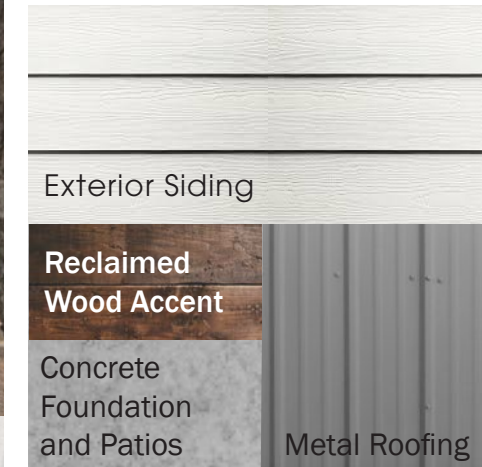 Exterior Siding
Reclaimed
Wood Accent
Concrete
Foundation
and Patios
Metal Roofing